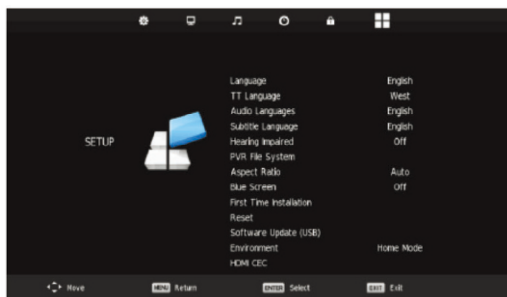 SETUP
Language English
TT Language West
Audio Languages English
Subtitle Language English
Hearing Impaired Off
PVR File System
Aspect Ratio Auto
Blue Screen Off
First Time Installation
Reset
Software Update (USB)
Environment Home Mode
HDMI CEC
Move MENU Return ENTER Select EXIT Exit